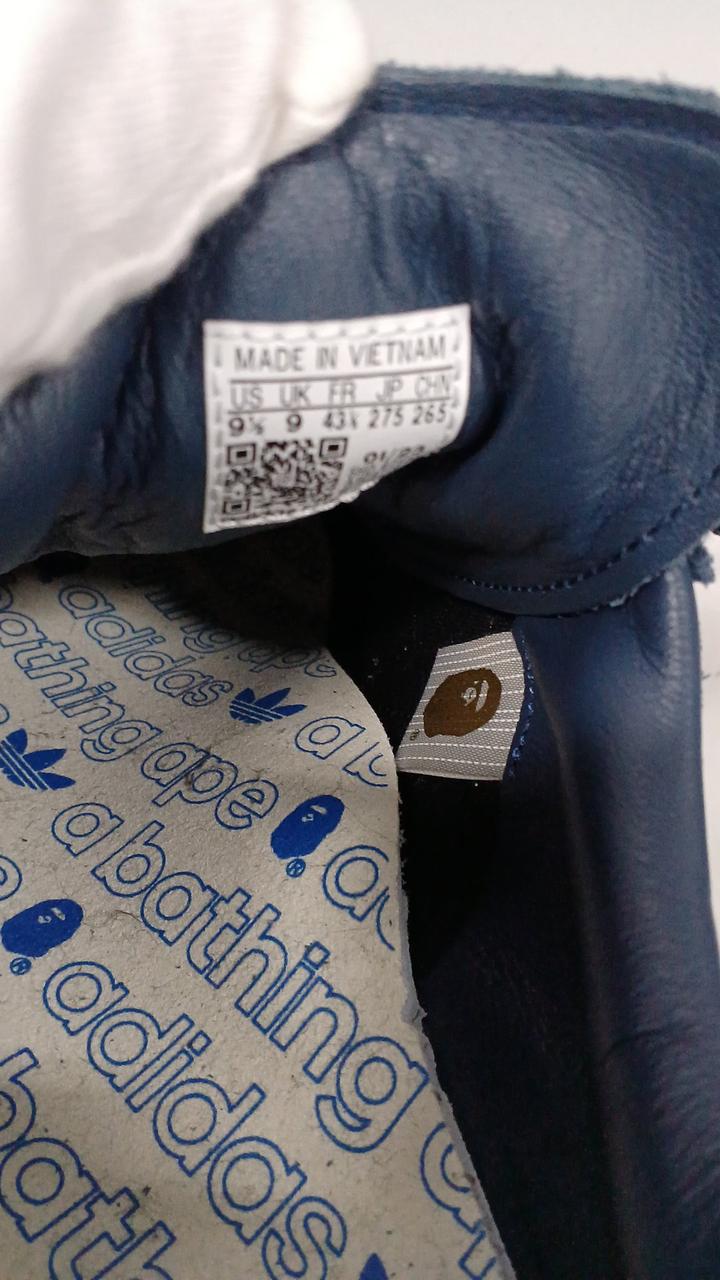 MADE IN VIETNAM
US UK FR JP CHN
9½ 9 43⅓ 275 265
bathing ape
adidas
a b
bathing ape
a bathing
®
adidas
®
bath